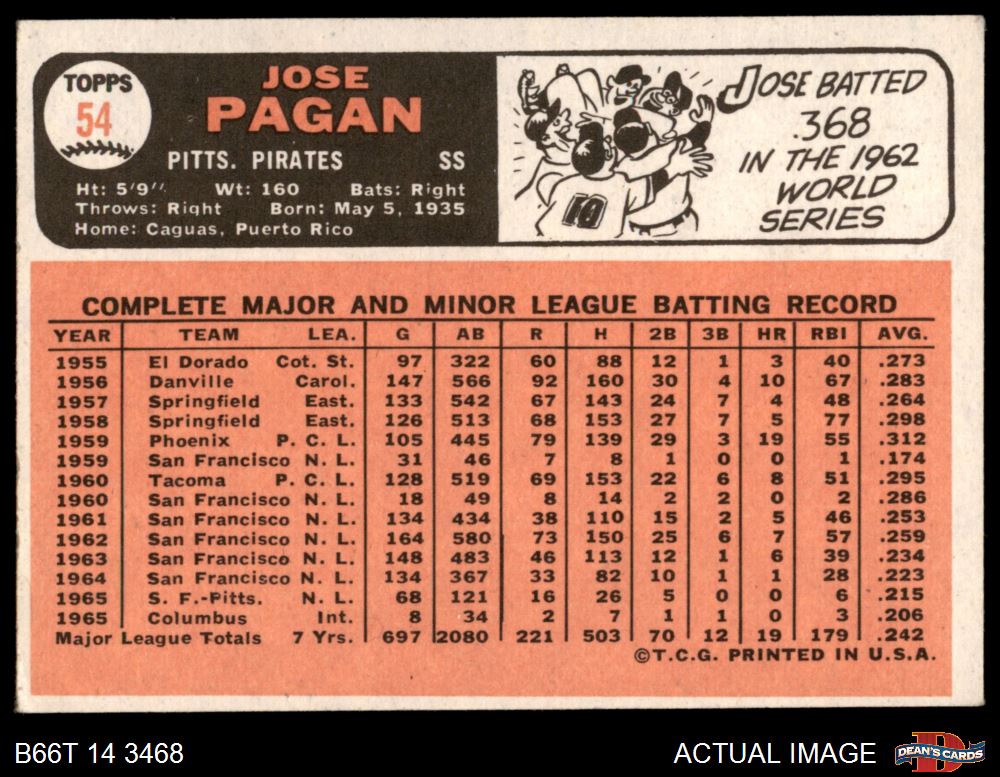 TOPPS
54
JOSE
PAGAN
PITTS. PIRATES SS
Ht: 5'9" Wt: 160 Bats: Right
Throws: Right Born: May 5, 1935
Home: Caguas, Puerto Rico
10
JOSE BATTED
.368
IN THE 1962
WORLD
SERIES
COMPLETE MAJOR AND MINOR LEAGUE BATTING RECORD
YEAR TEAM LEA. G AB R H 2B 3B HR RBI AVG.
1955 El Dorado Cot. St. 97 322 60 88 12 1 3 40 .273
1956 Danville Carol. 147 566 92 160 30 4 10 67 .283
1957 Springfield East. 133 542 67 143 24 7 4 48 .264
1958 Springfield East. 126 513 68 153 27 7 5 77 .298
1959 Phoenix P. C. L. 105 445 79 139 29 3 19 55 .312
1959 San Francisco N. L. 31 46 7 8 1 0 0 1 .174
1960 Tacoma P. C. L. 128 519 69 153 22 6 8 51 .295
1960 San Francisco N. L. 18 49 8 14 2 2 0 2 .286
1961 San Francisco N. L. 134 434 38 110 15 2 5 46 .253
1962 San Francisco N. L. 164 580 73 150 25 6 7 57 .259
1963 San Francisco N. L. 148 483 46 113 12 1 6 39 .234
1964 San Francisco N. L. 134 367 33 82 10 1 1 28 .223
1965 S. F.-Pitts. N. L. 68 121 16 26 5 0 0 6 .215
1965 Columbus Int. 8 34 2 7 1 1 0 3 .206
Major League Totals 7 Yrs. 697 2080 221 503 70 12 19 179 .242
©T.C.G. PRINTED IN U.S.A.
B66T 14 3468 ACTUAL IMAGE
D
DEAN'S CARDS